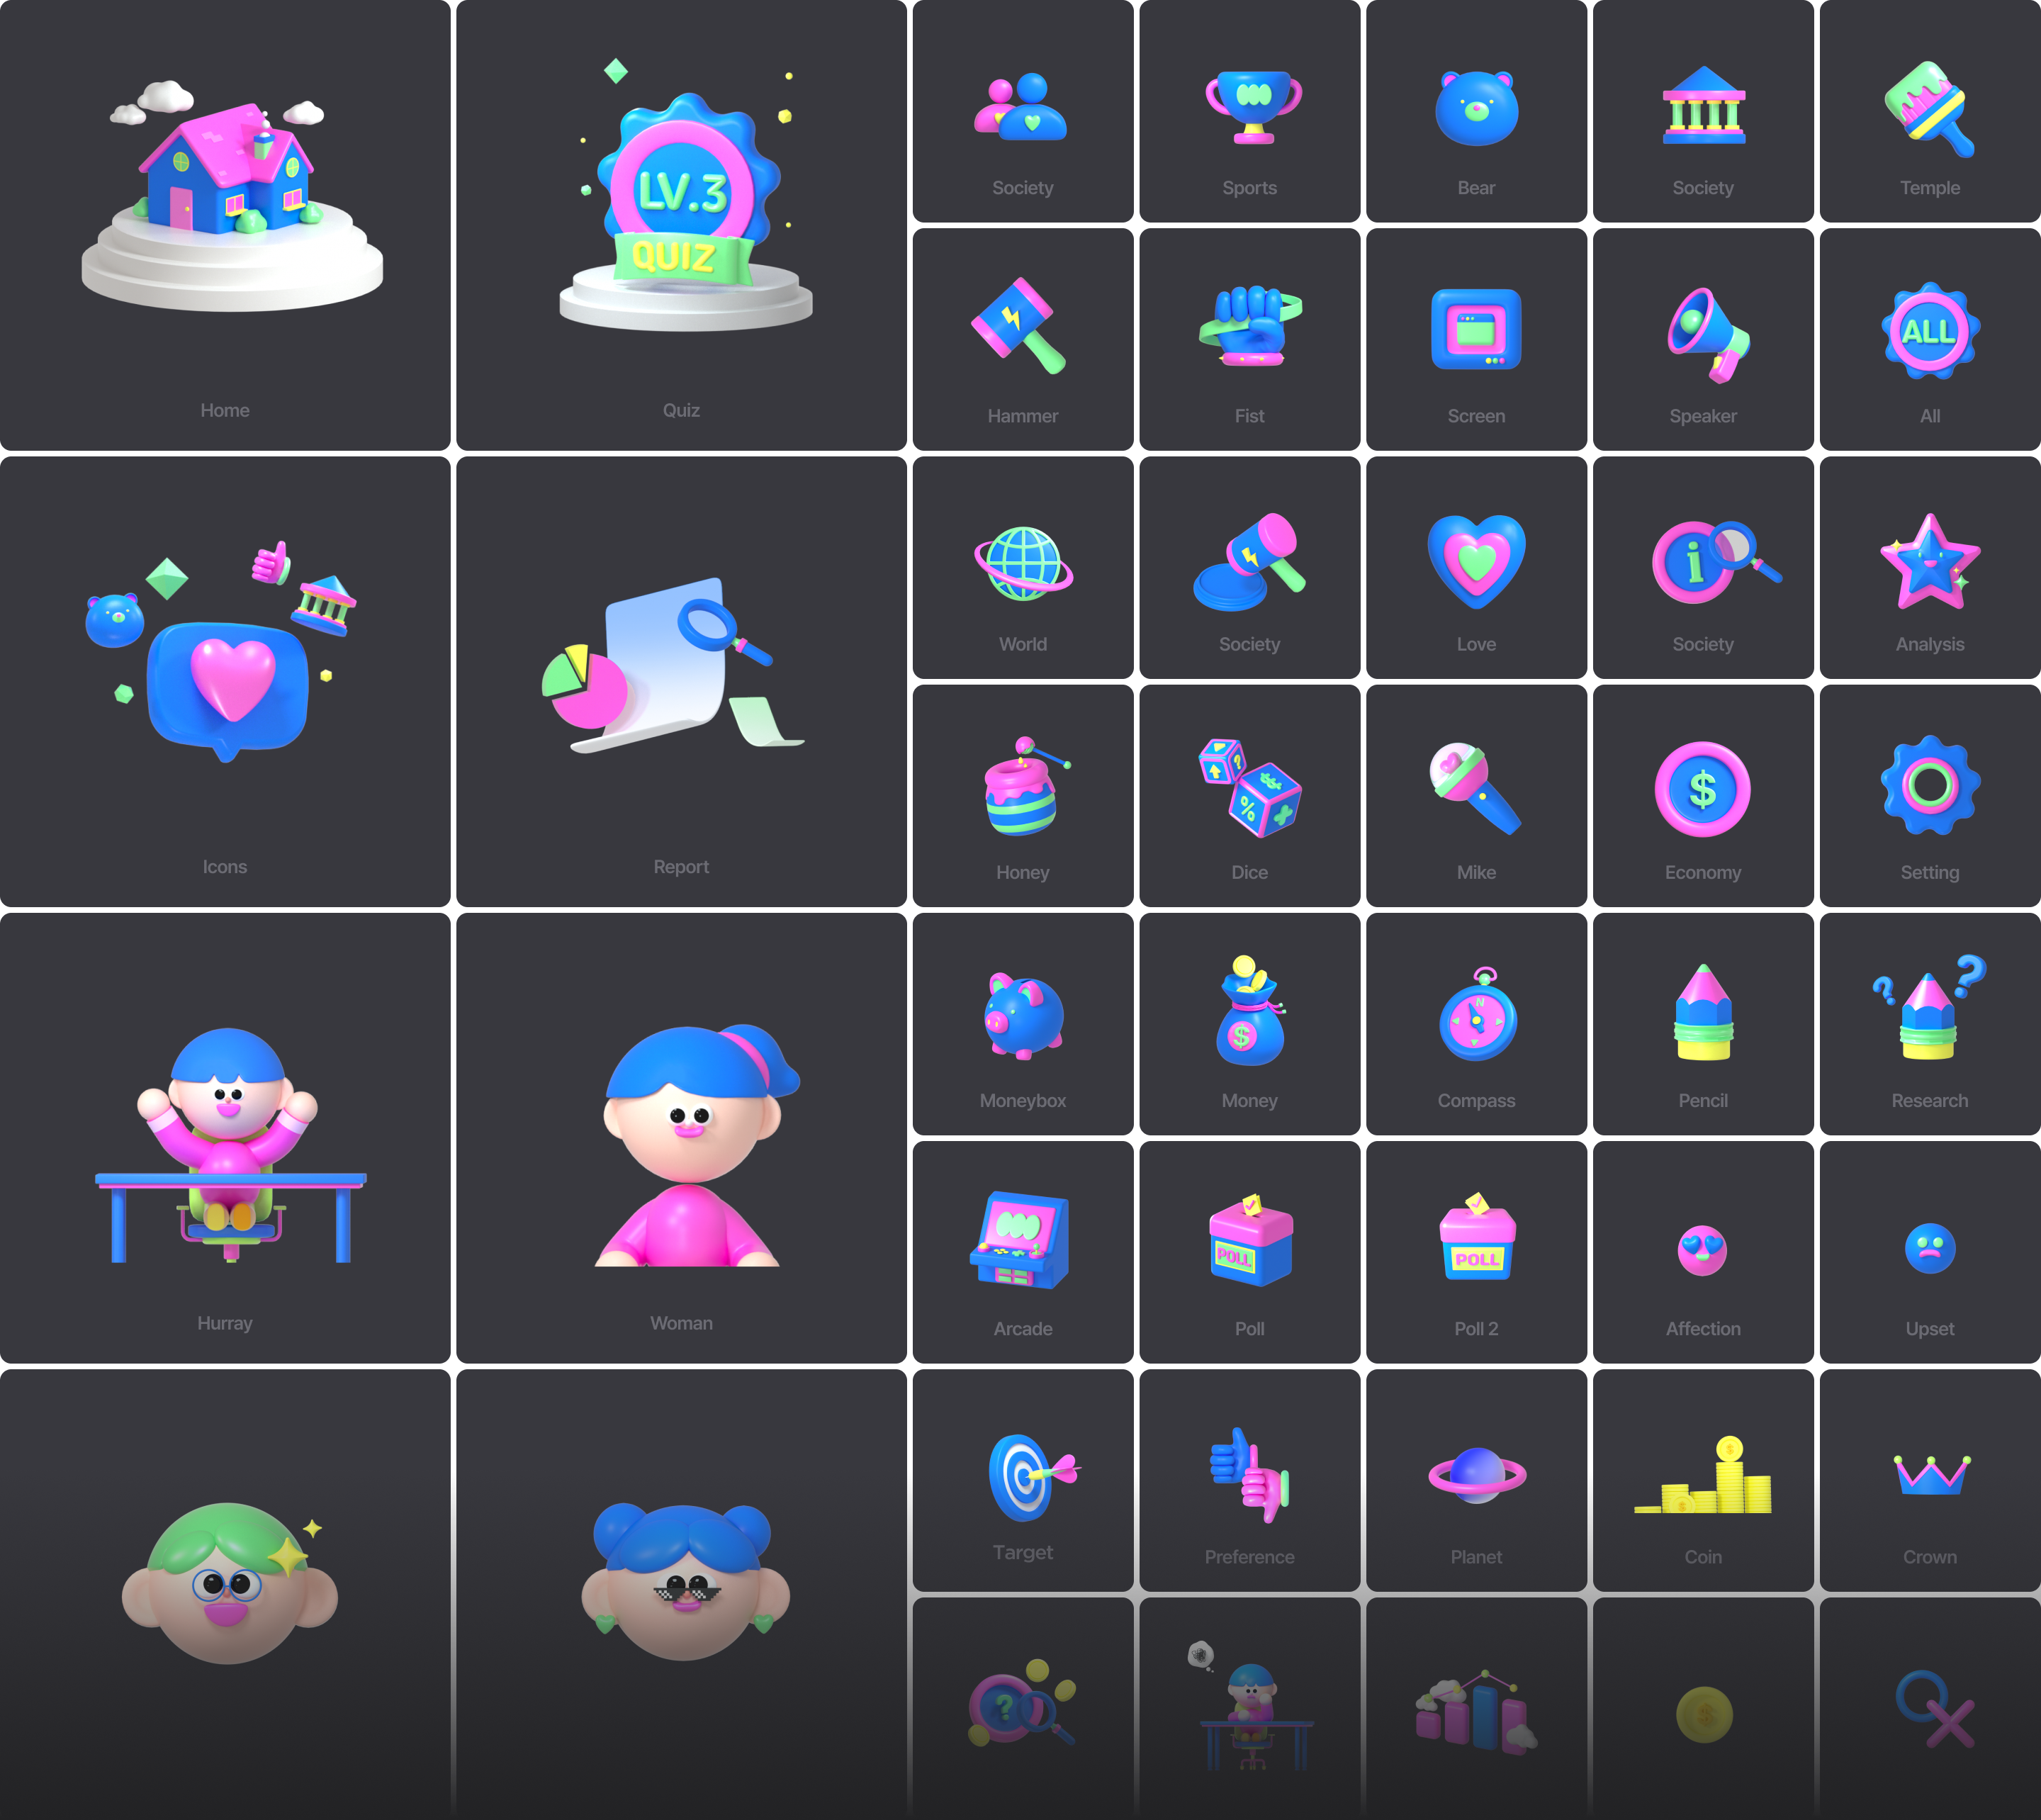 LV.3
QUIZ
Home
Quiz
Society
Sports
Bear
Society
Temple
Hammer
Fist
Screen
Speaker
ALL
All
Icons
Report
World
Society
Love
i
Society
Analysis
Honey
? $ %
Dice
Mike
$
Economy
Setting
Hurray
Woman
Moneybox
$
Money
N
Compass
Pencil
? ?
Research
Arcade
POLL
Poll
POLL
Poll 2
Affection
Upset
Target
Preference
Planet
$ $
Coin
Crown
?
$